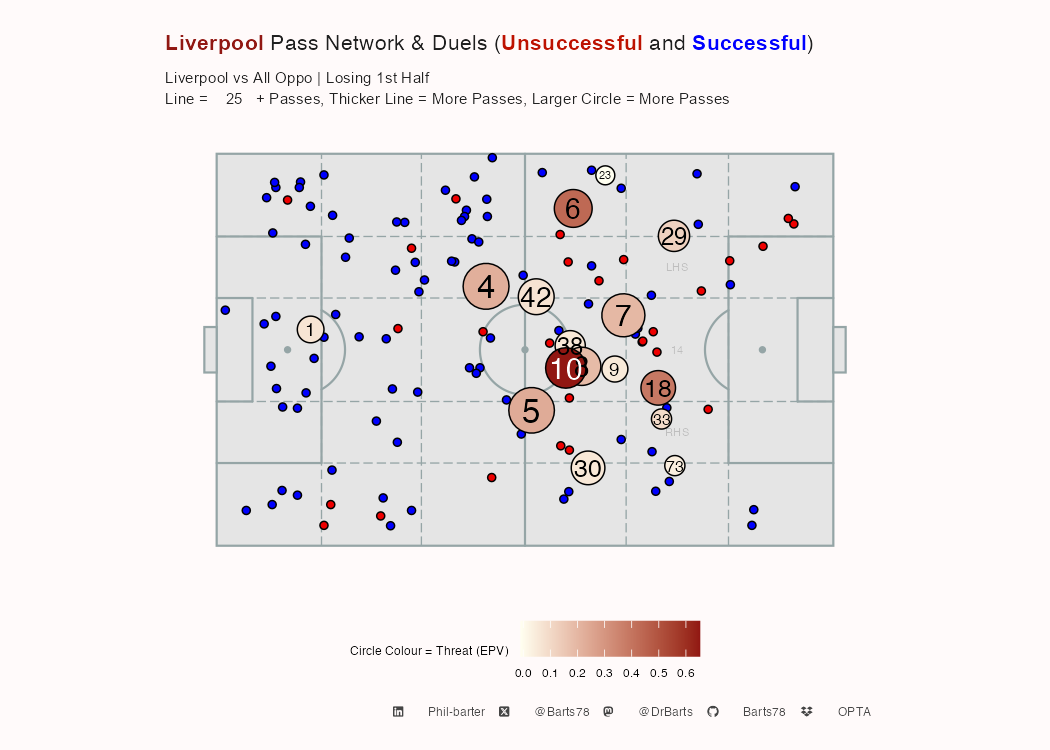 Liverpool Pass Network & Duels (Unsuccessful and Successful)
Liverpool vs All Oppo | Losing 1st Half
Line = 25 + Passes, Thicker Line = More Passes, Larger Circle = More Passes
23
6
29
LHS
4
42
7
1
38
14
10
9
18
5
33
RHS
30
73
Circle Colour = Threat (EPV)
0.0 0.1 0.2 0.3 0.4 0.5 0.6
Phil-barter @Barts78 @DrBarts Barts78 OPTA